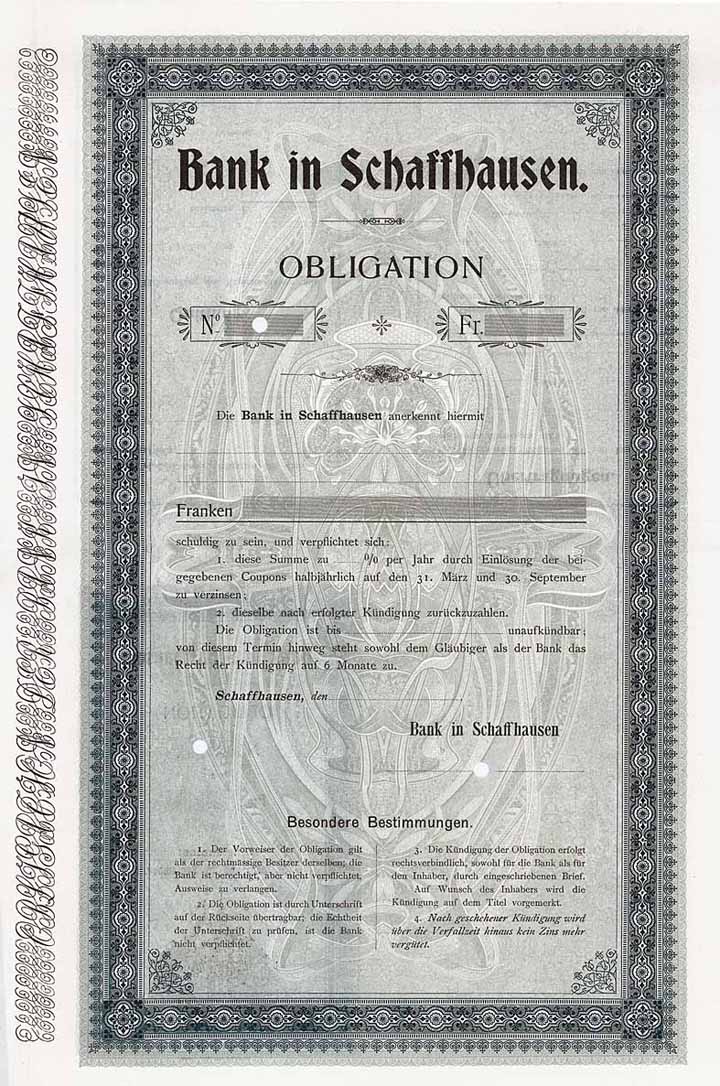 Bank in Schaffhausen.
OBLIGATION
No.
Fr.
Die Bank in Schaffhausen anerkennt hiermit
Franken
schuldig zu sein, und verpflichtet sich:
1. diese Summe zu % per Jahr durch Einlösung der bei-
gegebenen Coupons halbjährlich auf den 31. März und 30. September
zu verzinsen;
2. dieselbe nach erfolgter Kündigung zurückzuzahlen.
Die Obligation ist bis unaufkündbar;
von diesem Termin hinweg steht sowohl dem Gläubiger als der Bank das
Recht der Kündigung auf 6 Monate zu.
Schaffhausen, den
Bank in Schaffhausen
Besondere Bestimmungen.
1. Der Vorweiser der Obligation gilt
als der rechtmässige Besitzer derselben; die
Bank ist berechtigt, aber nicht verpflichtet,
Ausweise zu verlangen.
2. Die Obligation ist durch Unterschrift
auf der Rückseite übertragbar; die Echtheit
der Unterschrift zu prüfen, ist die Bank
nicht verpflichtet.
3. Die Kündigung der Obligation erfolgt
rechtsverbindlich, sowohl für die Bank als für
den Inhaber, durch eingeschriebenen Brief.
Auf Wunsch des Inhabers wird die
Kündigung auf dem Titel vorgemerkt.
4. Nach geschehener Kündigung wird
über die Verfallzeit hinaus kein Zins mehr
vergütet.